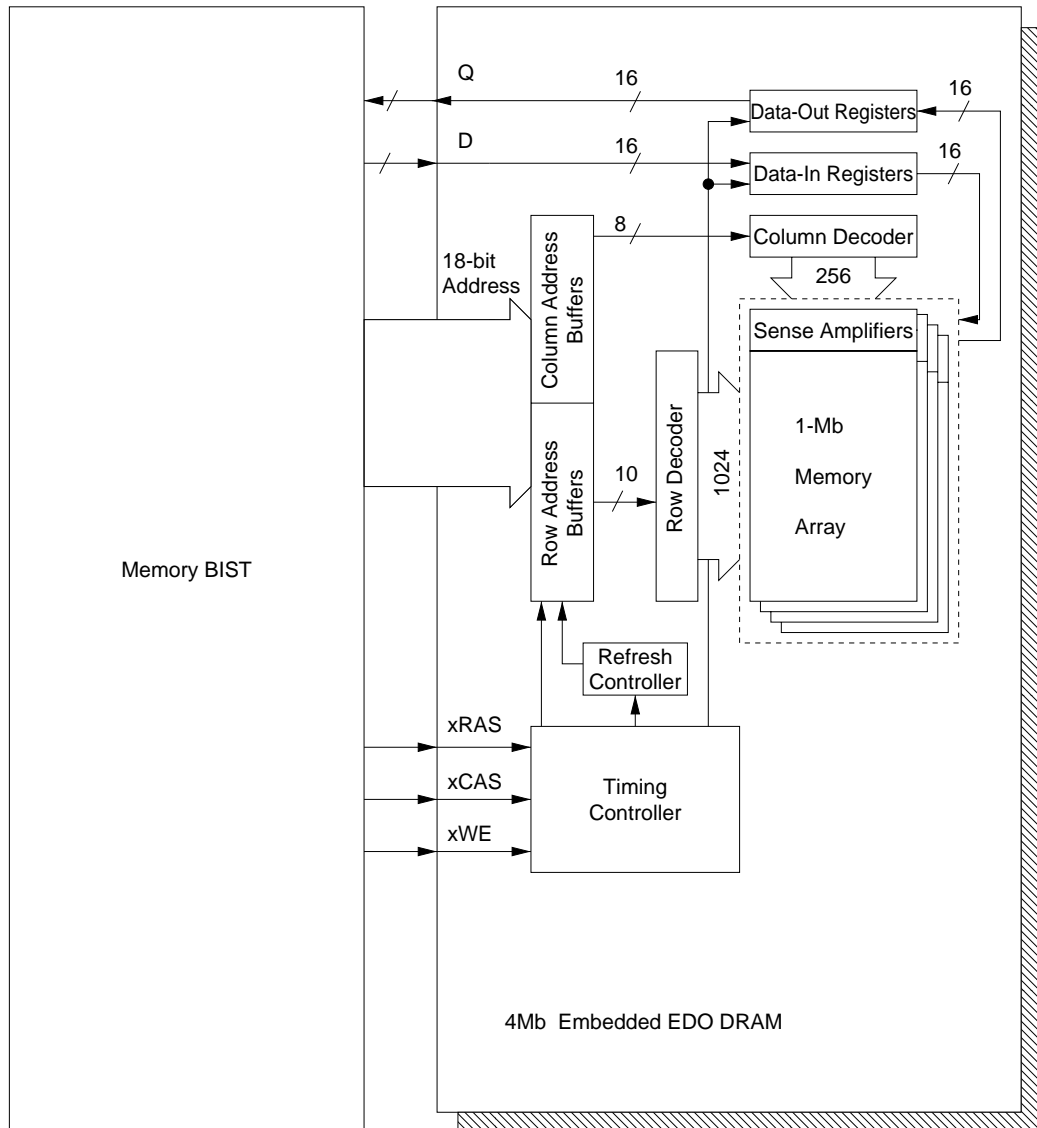 Q
16
16
Data-Out Registers
D
16
16
Data-In Registers
8
Column Decoder
18-bit
Address
256
Column Address
Buffers
Sense Amplifiers
Row Address
Buffers
10
Row Decoder
1024
1-Mb
Memory
Array
Memory BIST
Refresh
Controller
xRAS
xCAS
xWE
Timing
Controller
4Mb Embedded EDO DRAM